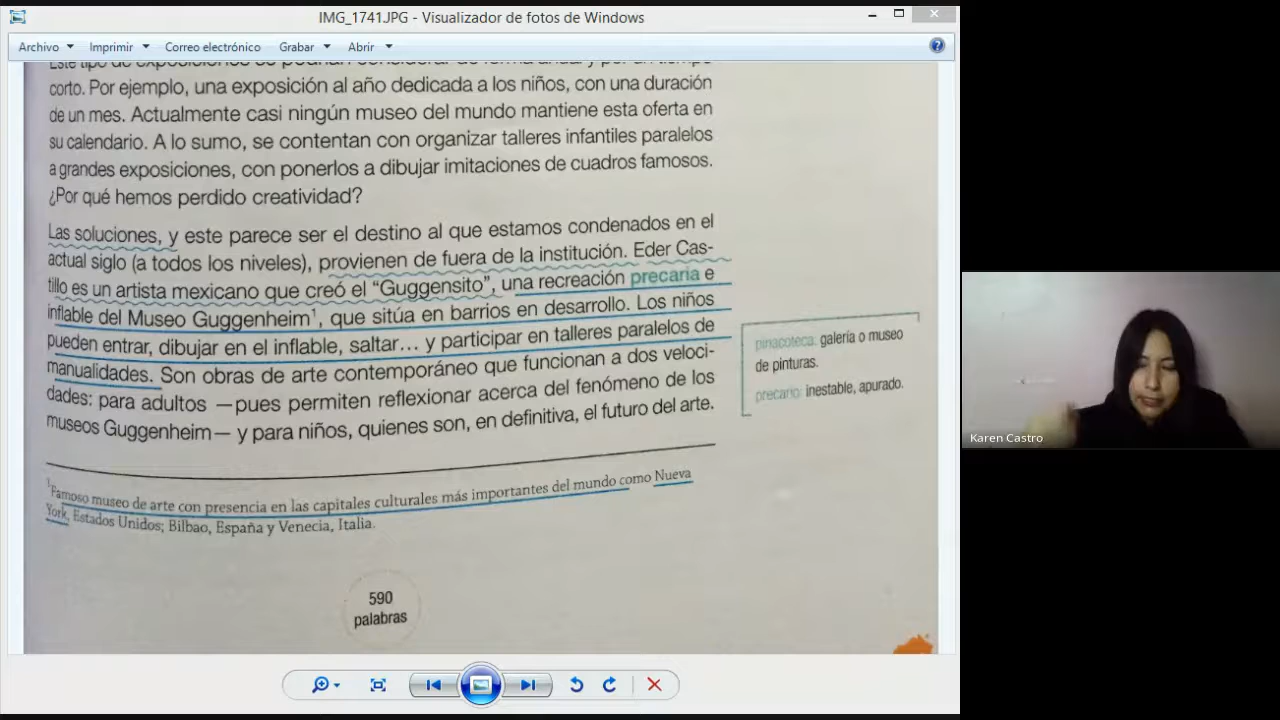 IMG_1741.JPG - Visualizador de fotos de Windows
Archivo Imprimir Correo electrónico Grabar Abrir
corto. Por ejemplo, una exposición al año dedicada a los niños, con una duración
de un mes. Actualmente casi ningún museo del mundo mantiene esta oferta en
su calendario. A lo sumo, se contentan con organizar talleres infantiles paralelos
a grandes exposiciones, con ponerlos a dibujar imitaciones de cuadros famosos.
¿Por qué hemos perdido creatividad?
Las soluciones, y este parece ser el destino al que estamos condenados en el
actual siglo (a todos los niveles), provienen de fuera de la institución. Eder Cas-
tillo es un artista mexicano que creó el “Guggensito”, una recreación precaria e
inflable del Museo Guggenheim¹, que sitúa en barrios en desarrollo. Los niños
pueden entrar, dibujar en el inflable, saltar... y participar en talleres paralelos de
manualidades. Son obras de arte contemporáneo que funcionan a dos veloci-
dades: para adultos —pues permiten reflexionar acerca del fenómeno de los
museos Guggenheim— y para niños, quienes son, en definitiva, el futuro del arte.
pinacoteca: galería o museo
de pinturas.
precario: inestable, apurado.
¹Famoso museo de arte con presencia en las capitales culturales más importantes del mundo como Nueva
York, Estados Unidos; Bilbao, España y Venecia, Italia.
590
palabras
Karen Castro